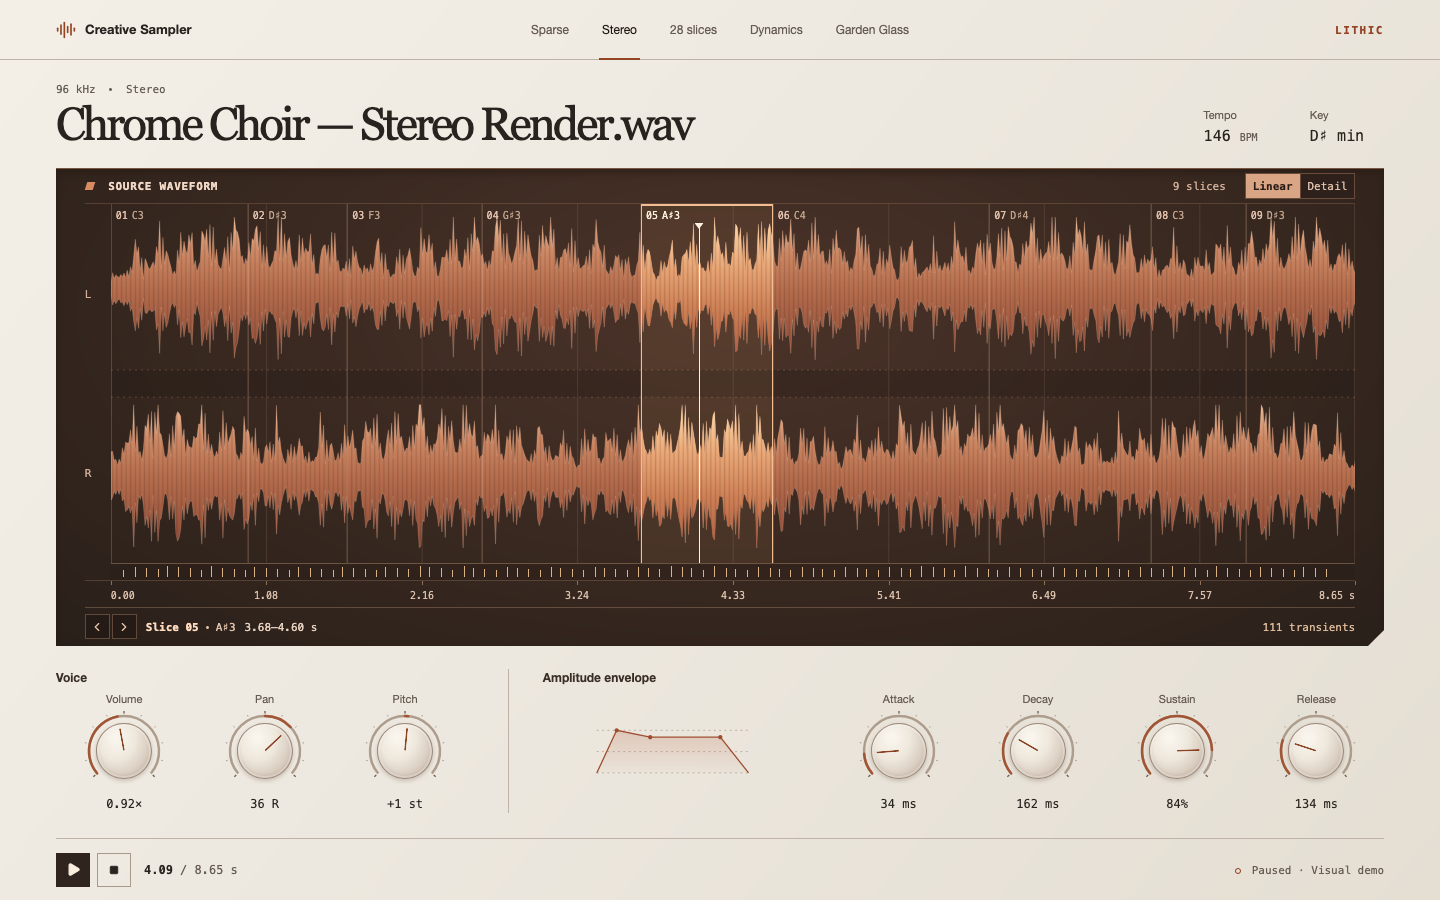 Creative Sampler
Sparse Stereo 28 slices Dynamics Garden Glass
LITHIC
96 kHz • Stereo
Chrome Choir — Stereo Render.wav
Tempo
146 BPM
Key
D♯ min
SOURCE WAVEFORM
9 slices
Linear Detail
01 C3 02 D♯3 03 F3 04 G♯3 05 A♯3 06 C4 07 D♯4 08 C3 09 D♯3
L
R
0.00 1.08 2.16 3.24 4.33 5.41 6.49 7.57 8.65 s
Slice 05 • A♯3 3.68–4.60 s
111 transients
Voice
Volume Pan Pitch
0.92× 36 R +1 st
Amplitude envelope
Attack Decay Sustain Release
34 ms 162 ms 84% 134 ms
4.09 / 8.65 s
Paused · Visual demo